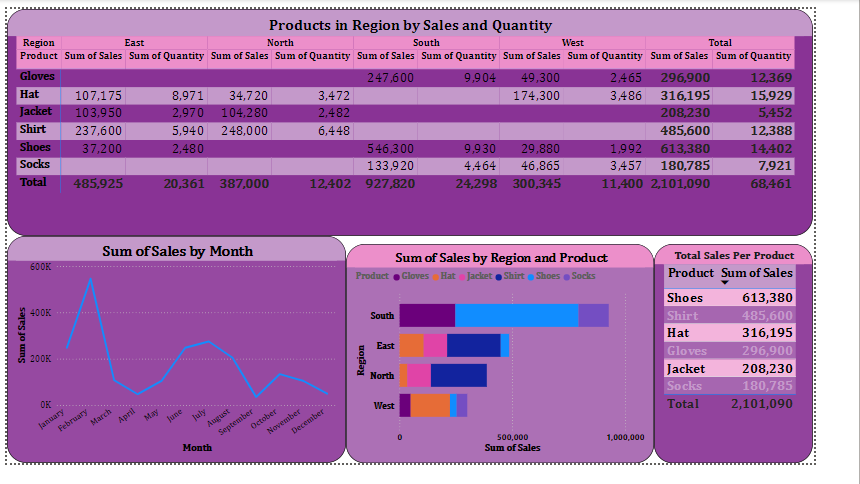 Products in Region by Sales and Quantity
Region East North South West Total
Product Sum of Sales Sum of Quantity Sum of Sales Sum of Quantity Sum of Sales Sum of Quantity Sum of Sales Sum of Quantity Sum of Sales Sum of Quantity
Gloves 247,600 9,904 49,300 2,465 296,900 12,369
Hat 107,175 8,971 34,720 3,472 174,300 3,486 316,195 15,929
Jacket 103,950 2,970 104,280 2,482 208,230 5,452
Shirt 237,600 5,940 248,000 6,448 485,600 12,388
Shoes 37,200 2,480 546,300 9,930 29,880 1,992 613,380 14,402
Socks 133,920 4,464 46,865 3,457 180,785 7,921
Total 485,925 20,361 387,000 12,402 927,820 24,298 300,345 11,400 2,101,090 68,461
Sum of Sales by Month
600K
400K
200K
0K
Sum of Sales
January February March April May June July August September October November December
Month
Sum of Sales by Region and Product
Product Gloves Hat Jacket Shirt Shoes Socks
Region
South
East
North
West
0 500,000 1,000,000
Sum of Sales
Total Sales Per Product
Product Sum of Sales
Shoes 613,380
Shirt 485,600
Hat 316,195
Gloves 296,900
Jacket 208,230
Socks 180,785
Total 2,101,090